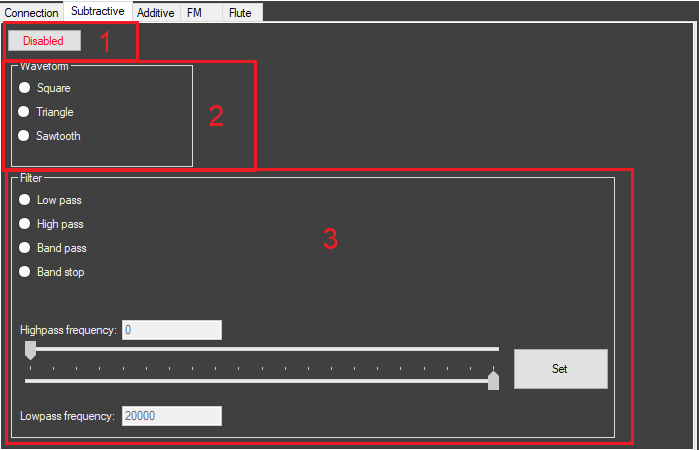 Connection Subtractive Additive FM Flute
Disabled 1
Waveform
Square
Triangle
Sawtooth
2
Filter
Low pass
High pass
Band pass
Band stop
3
Highpass frequency: 0
Set
Lowpass frequency: 20000